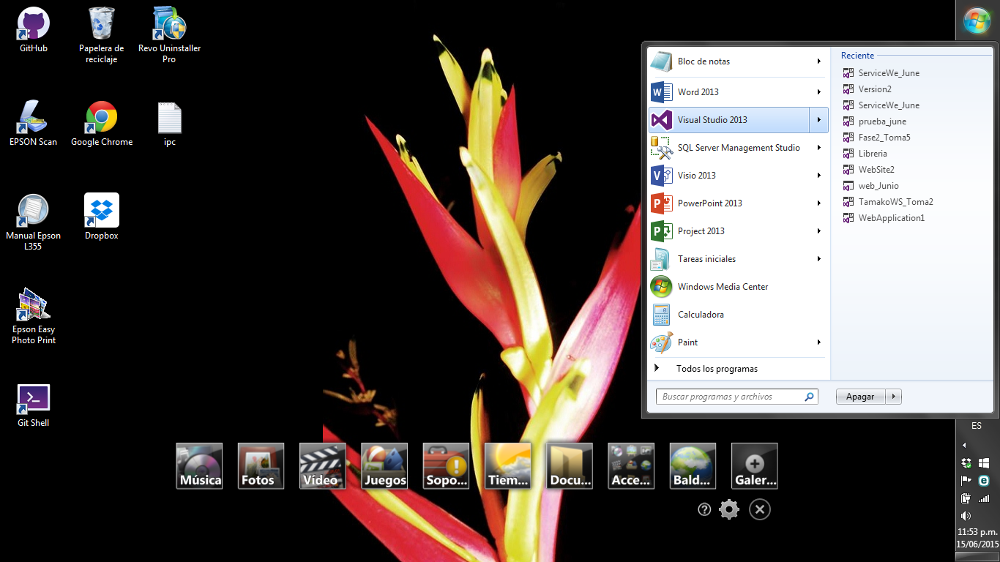 GitHub
Papelera de
reciclaje
Revo Uninstaller
Pro
EPSON Scan
Google Chrome
ipc
Manual Epson
L355
Dropbox
Epson Easy
Photo Print
Git Shell
Bloc de notas
Word 2013
Visual Studio 2013
SQL Server Management Studio
Visio 2013
PowerPoint 2013
Project 2013
Tareas iniciales
Windows Media Center
Calculadora
Paint
Todos los programas
Buscar programas y archivos
Reciente
ServiceWe_June
Version2
ServiceWe_June
prueba_june
Fase2_Toma5
Libreria
WebSite2
web_Junio
TamakoWS_Toma2
WebApplication1
Apagar
Música
Fotos
Vídeo
Juegos
Sopo...
Tiem...
Docu...
Acce...
Bald...
Galer...
ES
11:53 p.m.
15/06/2015